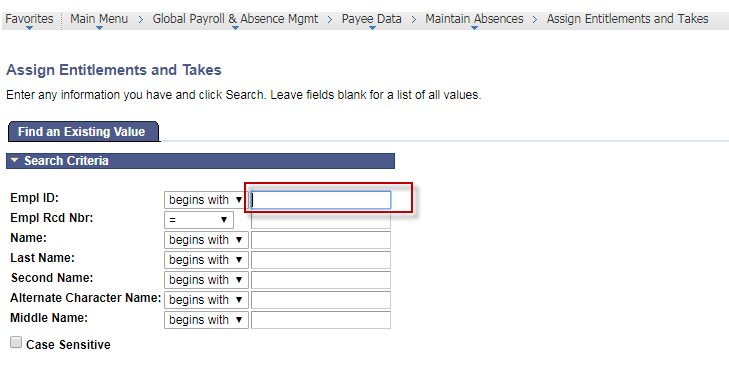 Favorites Main Menu > Global Payroll & Absence Mgmt > Payee Data > Maintain Absences > Assign Entitlements and Takes
Assign Entitlements and Takes
Enter any information you have and click Search. Leave fields blank for a list of all values.
Find an Existing Value
Search Criteria
Empl ID: begins with
Empl Rcd Nbr: =
Name: begins with
Last Name: begins with
Second Name: begins with
Alternate Character Name: begins with
Middle Name: begins with
Case Sensitive